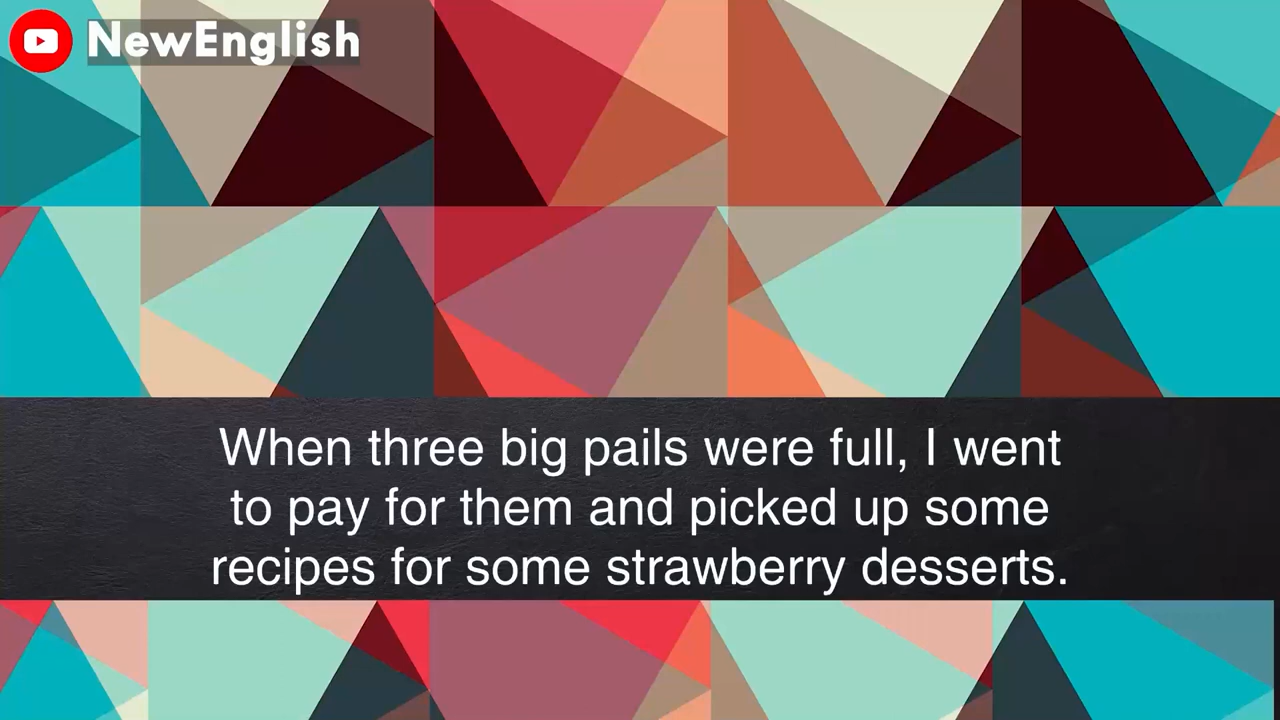 NewEnglish
When three big pails were full, I went
to pay for them and picked up some
recipes for some strawberry desserts.